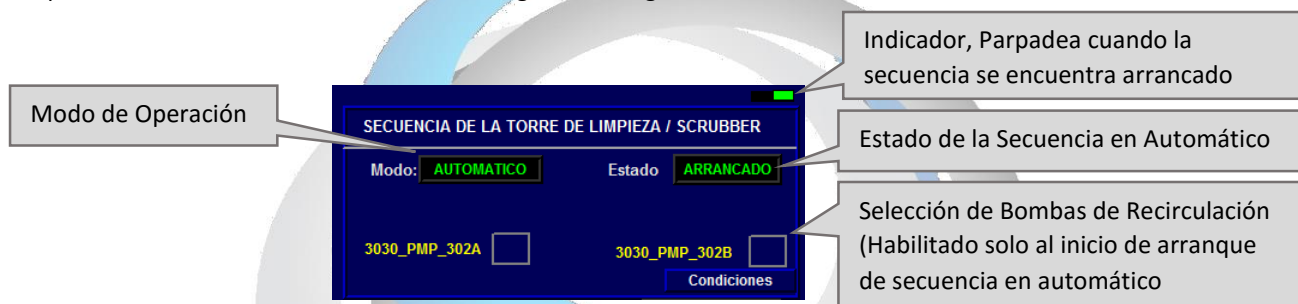 Indicador, Parpadea cuando la
secuencia se encuentra arrancado
Modo de Operación
SECUENCIA DE LA TORRE DE LIMPIEZA / SCRUBBER
Estado de la Secuencia en Automático
Modo: AUTOMATICO Estado ARRANCADO
Selección de Bombas de Recirculación
(Habilitado solo al inicio de arranque
de secuencia en automático
3030_PMP_302A 3030_PMP_302B
Condiciones